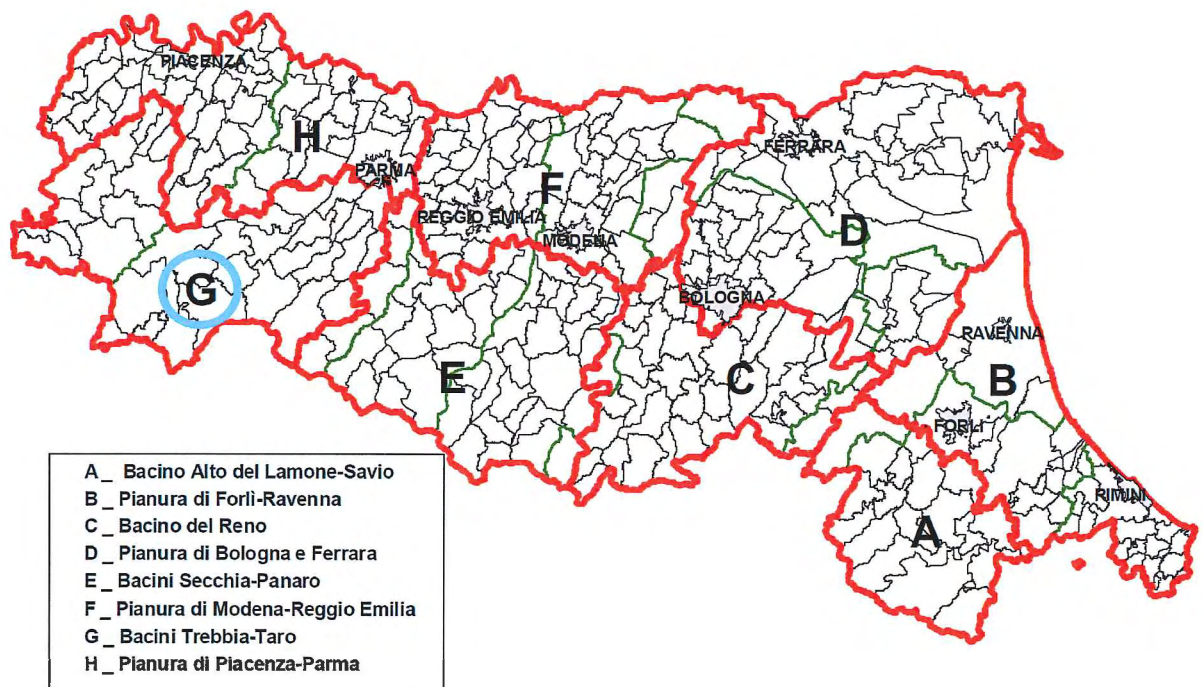 PIACENZA
H
PARMA
FERRARA
F
REGGIO EMILIA
MODENA
D
G
BOLOGNA
RAVENNA
E
C
B
FORLI
RIMINI
A
A _ Bacino Alto del Lamone-Savio
B _ Pianura di Forli-Ravenna
C _ Bacino del Reno
D _ Pianura di Bologna e Ferrara
E _ Bacini Secchia-Panaro
F _ Pianura di Modena-Reggio Emilia
G _ Bacini Trebbia-Taro
H _ Pianura di Piacenza-Parma